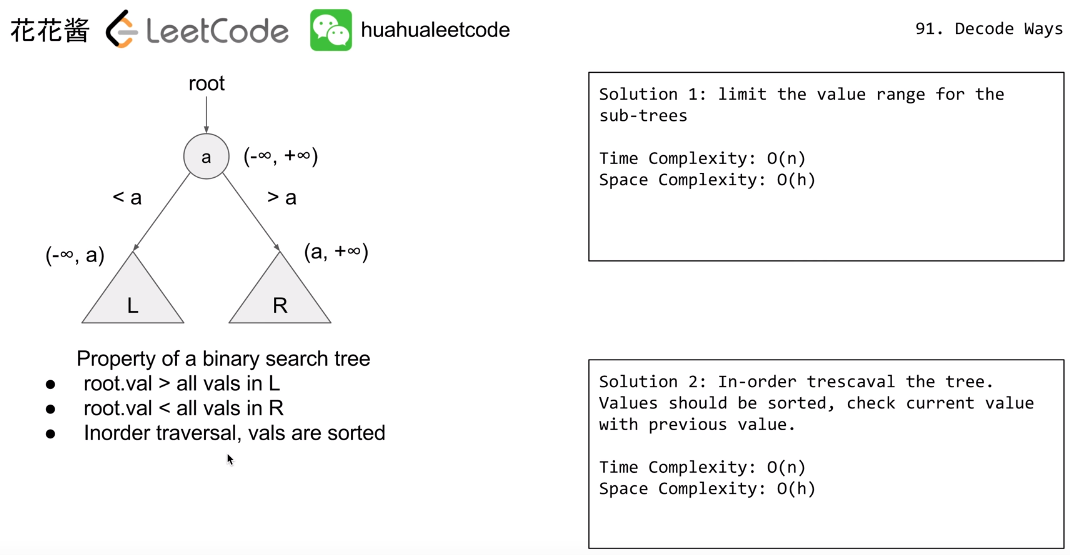 花花酱 LeetCode huahualeetcode
91. Decode Ways
root
a (-∞, +∞)
< a > a
(-∞, a) (a, +∞)
L R
Property of a binary search tree
● root.val > all vals in L
● root.val < all vals in R
● Inorder traversal, vals are sorted
Solution 1: limit the value range for the
sub-trees
Time Complexity: O(n)
Space Complexity: O(h)
Solution 2: In-order trescaval the tree.
Values should be sorted, check current value
with previous value.
Time Complexity: O(n)
Space Complexity: O(h)